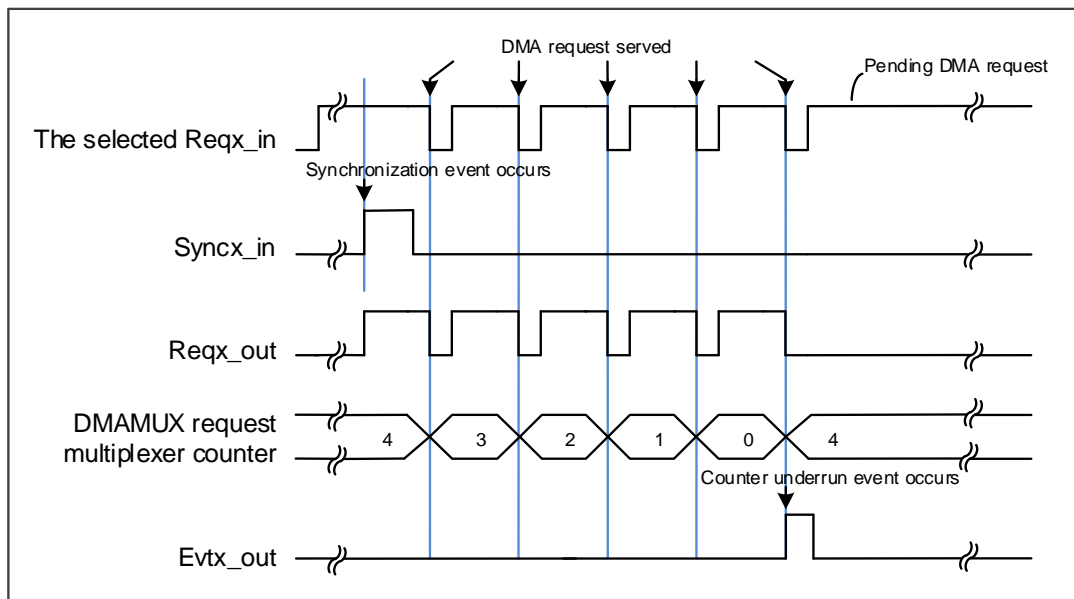 DMA request served
Pending DMA request
The selected Reqx_in
Synchronization event occurs
Syncx_in
Reqx_out
DMAMUX request
multiplexer counter
4 3 2 1 0 4
Counter underrun event occurs
Evtx_out